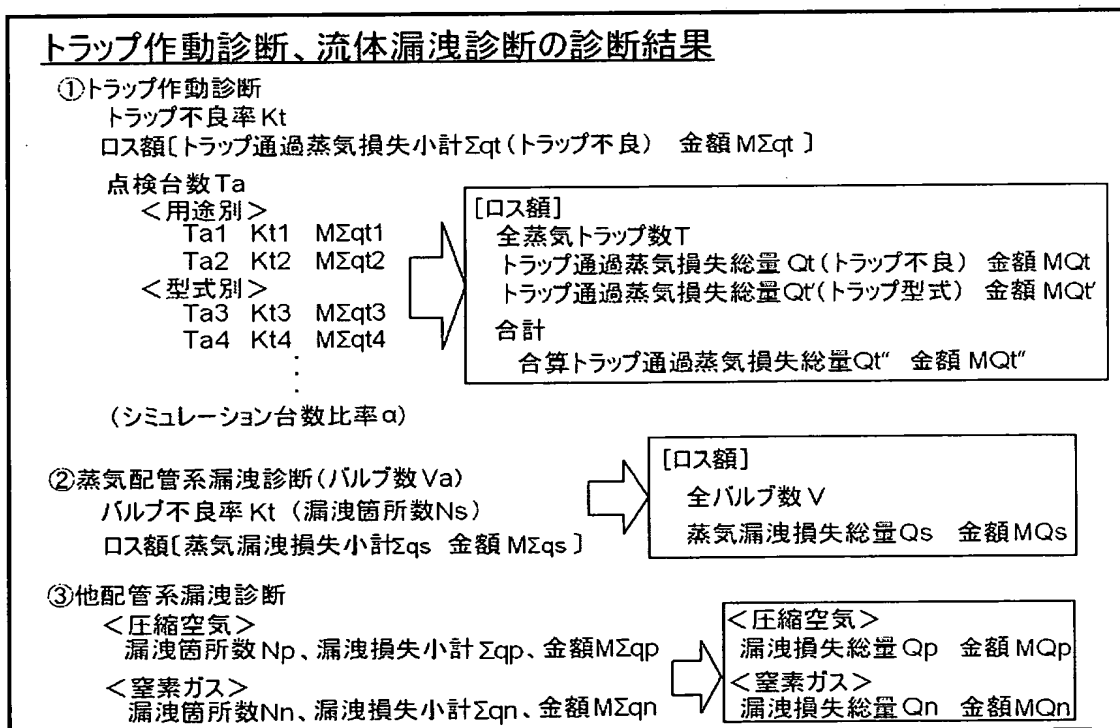 トラップ作動診断、流体漏洩診断の診断結果
①トラップ作動診断
トラップ不良率Kt
ロス額〔トラップ通過蒸気損失小計Σqt(トラップ不良) 金額MΣqt〕
点検台数Ta
<用途別>
Ta1 Kt1 MΣqt1
Ta2 Kt2 MΣqt2
<型式別>
Ta3 Kt3 MΣqt3
Ta4 Kt4 MΣqt4
⋮
(シミュレーション台数比率α)
[ロス額]
全蒸気トラップ数T
トラップ通過蒸気損失総量Qt(トラップ不良) 金額MQt
トラップ通過蒸気損失総量Qt'(トラップ型式) 金額MQt'
合計
合算トラップ通過蒸気損失総量Qt" 金額MQt"
②蒸気配管系漏洩診断(バルブ数Va)
バルブ不良率Kt (漏洩箇所数Ns)
ロス額〔蒸気漏洩損失小計Σqs 金額MΣqs〕
[ロス額]
全バルブ数V
蒸気漏洩損失総量Qs 金額MQs
③他配管系漏洩診断
<圧縮空気>
漏洩箇所数Np、漏洩損失小計Σqp、金額MΣqp
<窒素ガス>
漏洩箇所数Nn、漏洩損失小計Σqn、金額MΣqn
<圧縮空気>
漏洩損失総量Qp 金額MQp
<窒素ガス>
漏洩損失総量Qn 金額MQn